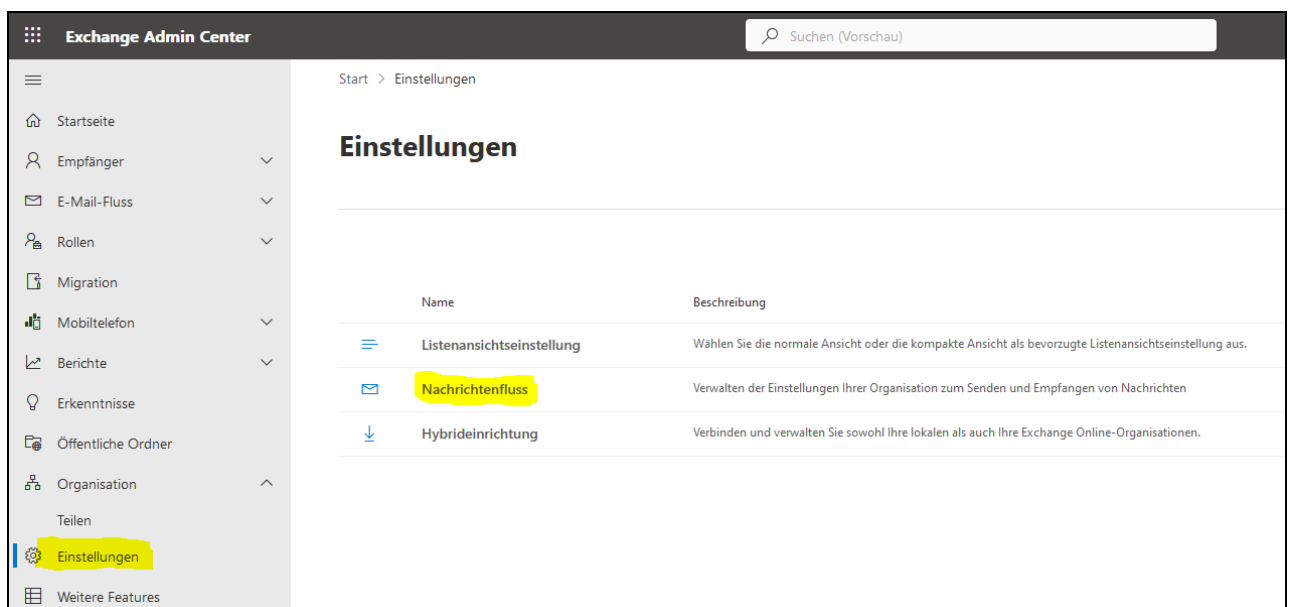 Exchange Admin Center
Suchen (Vorschau)
Start > Einstellungen
Startseite
Empfänger
E-Mail-Fluss
Rollen
Migration
Mobiltelefon
Berichte
Erkenntnisse
Öffentliche Ordner
Organisation
Teilen
Einstellungen
Weitere Features
Einstellungen
Name Beschreibung
Listenansichtseinstellung Wählen Sie die normale Ansicht oder die kompakte Ansicht als bevorzugte Listenansichtseinstellung aus.
Nachrichtenfluss Verwalten der Einstellungen Ihrer Organisation zum Senden und Empfangen von Nachrichten
Hybrideinrichtung Verbinden und verwalten Sie sowohl Ihre lokalen als auch Ihre Exchange Online-Organisationen.